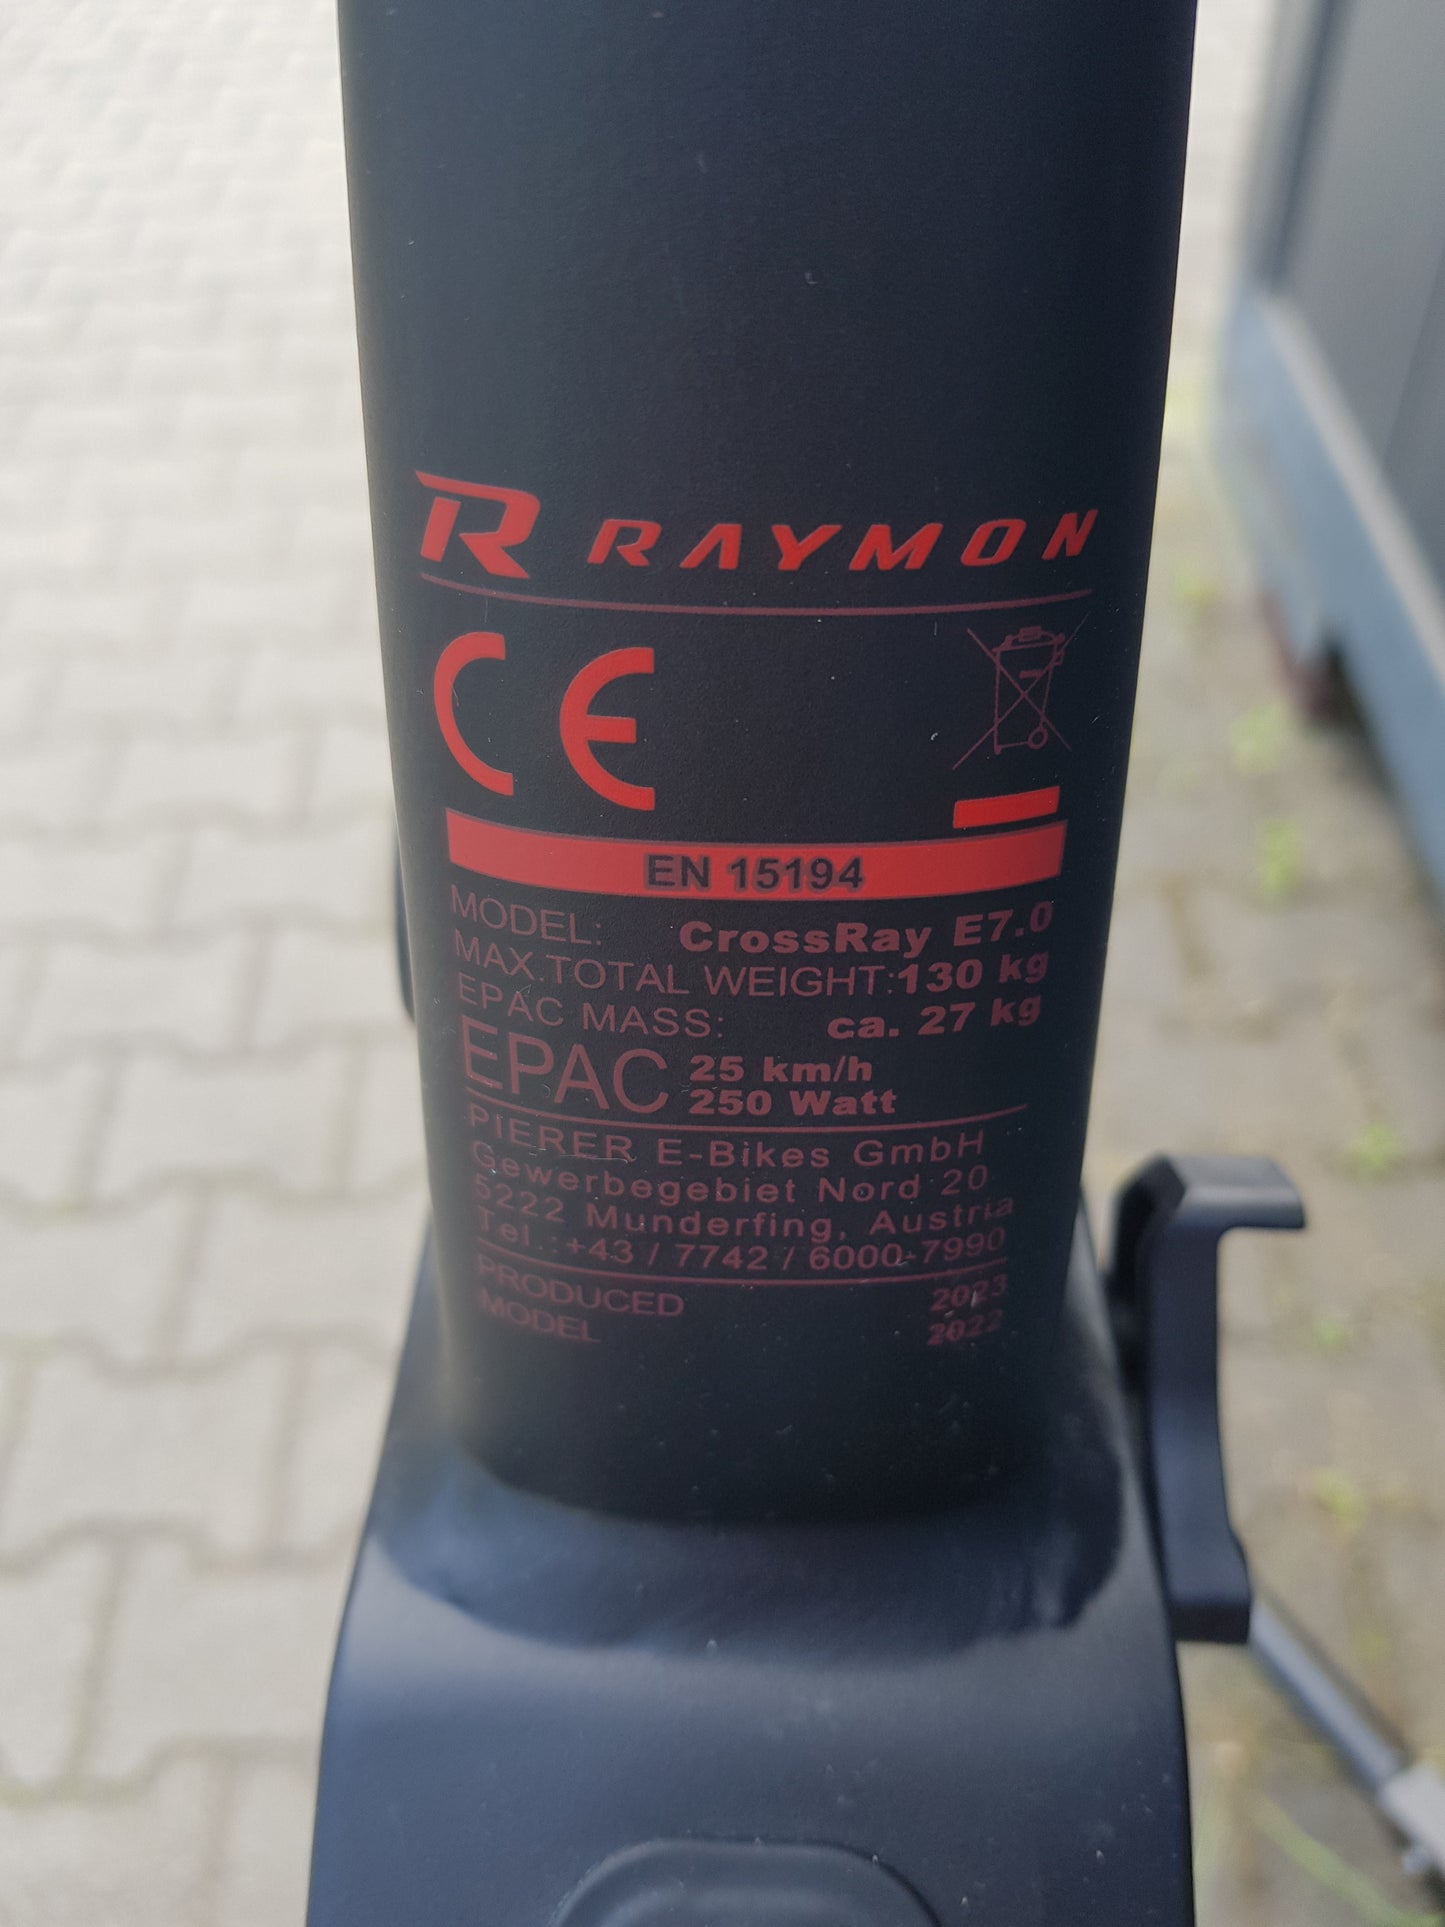 R RAYMON
CE
EN 15194
MODEL: CrossRay E7.0
MAX.TOTAL WEIGHT: 130 kg
EPAC MASS: ca. 27 kg
EPAC 25 km/h
250 Watt
PIERER E-Bikes GmbH
Gewerbegebiet Nord 20
5222 Munderfing, Austria
Tel.: +43 / 7742 / 6000-7990
PRODUCED 2023
MODEL 2022